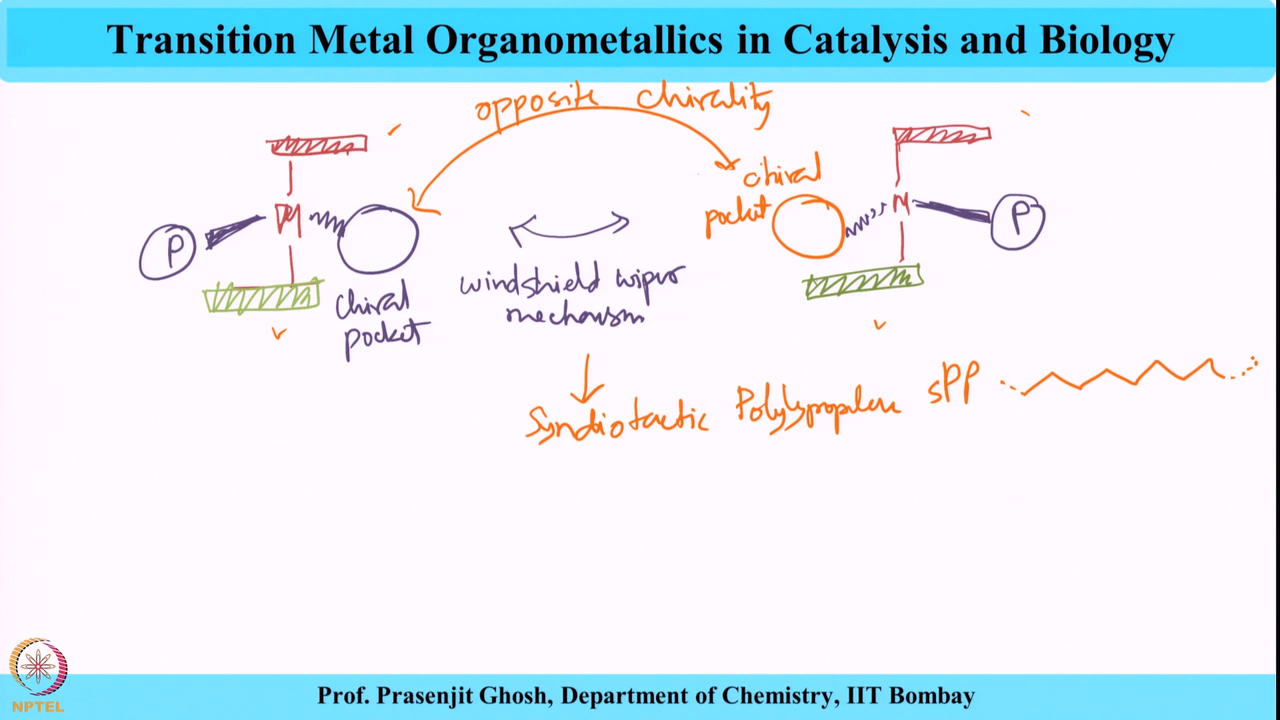 Transition Metal Organometallics in Catalysis and Biology
opposite chirality
M
P
chiral
pocket
windshield wiper
mechanism
chiral
pocket
M
P
Syndiotactic Polypropylene sPP
Prof. Prasenjit Ghosh, Department of Chemistry, IIT Bombay
NPTEL